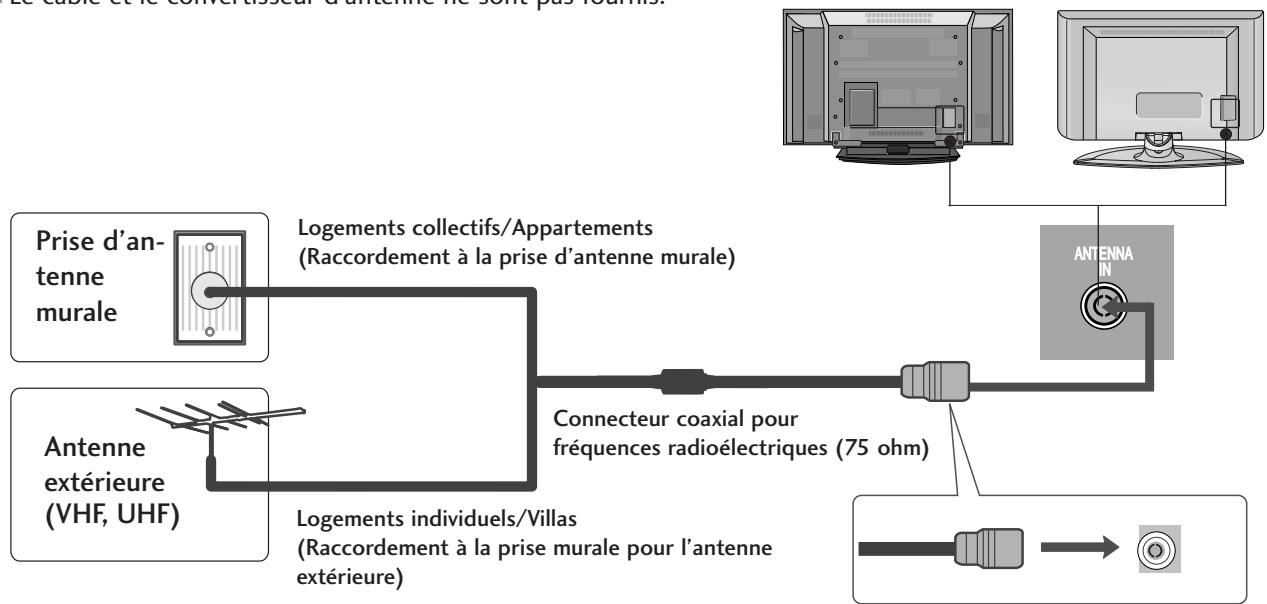 Le câble et le convertisseur d'antenne ne sont pas fournis.
Prise d'an-
tenne
murale
Logements collectifs/Appartements
(Raccordement à la prise d'antenne murale)
ANTENNA
IN
Antenne
extérieure
(VHF, UHF)
Connecteur coaxial pour
fréquences radioélectriques (75 ohm)
Logements individuels/Villas
(Raccordement à la prise murale pour l'antenne
extérieure)